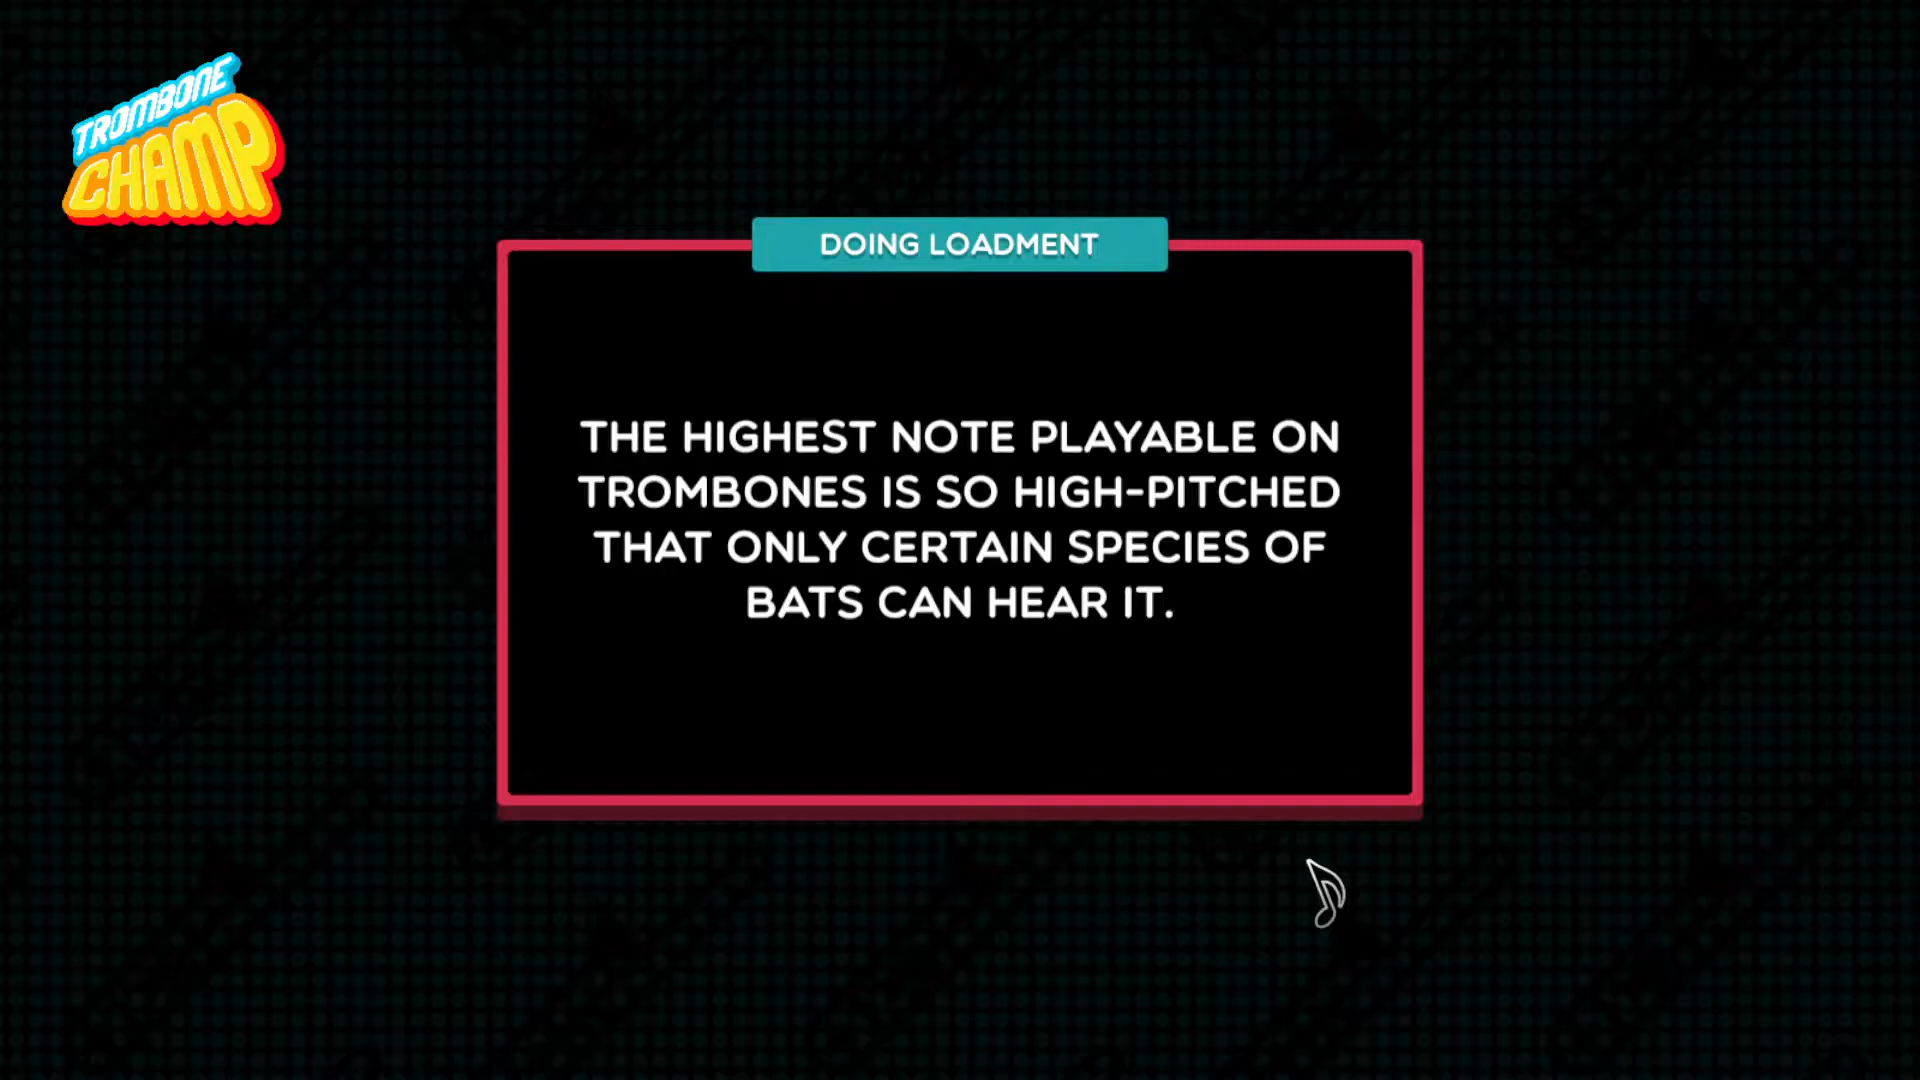 TROMBONE
CHAMP
DOING LOADMENT
THE HIGHEST NOTE PLAYABLE ON
TROMBONES IS SO HIGH-PITCHED
THAT ONLY CERTAIN SPECIES OF
BATS CAN HEAR IT.